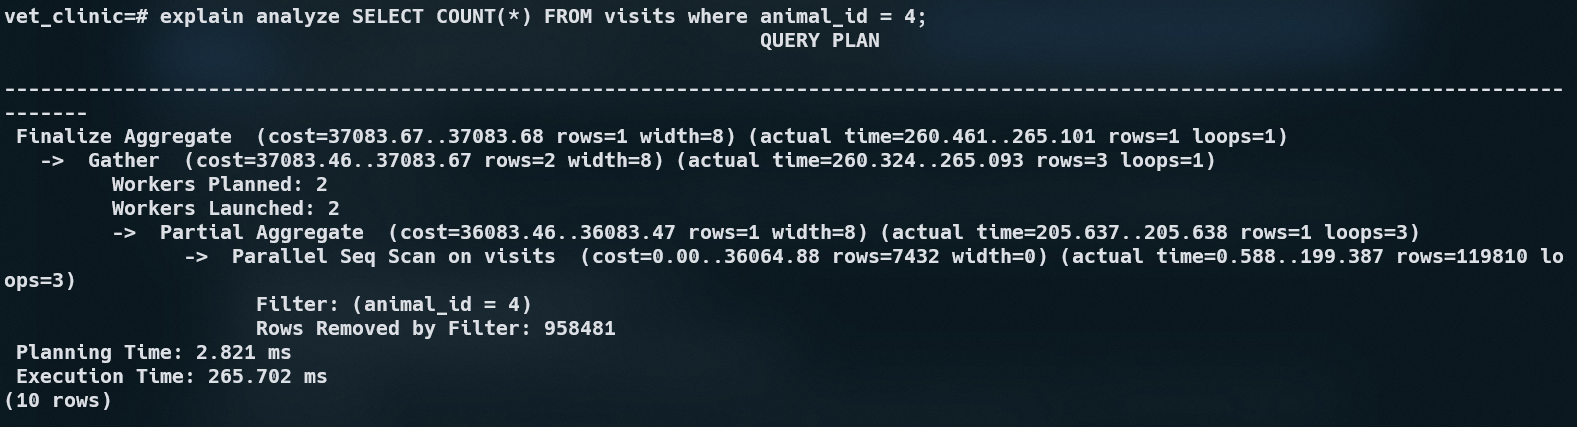 vet_clinic=# explain analyze SELECT COUNT(*) FROM visits where animal_id = 4;
QUERY PLAN
----------------------------------------------------------------------------------------------------------------------------------
-------
Finalize Aggregate  (cost=37083.67..37083.68 rows=1 width=8) (actual time=260.461..265.101 rows=1 loops=1)
->  Gather  (cost=37083.46..37083.67 rows=2 width=8) (actual time=260.324..265.093 rows=3 loops=1)
Workers Planned: 2
Workers Launched: 2
->  Partial Aggregate  (cost=36083.46..36083.47 rows=1 width=8) (actual time=205.637..205.638 rows=1 loops=3)
->  Parallel Seq Scan on visits  (cost=0.00..36064.88 rows=7432 width=0) (actual time=0.588..199.387 rows=119810 lo
ops=3)
Filter: (animal_id = 4)
Rows Removed by Filter: 958481
Planning Time: 2.821 ms
Execution Time: 265.702 ms
(10 rows)